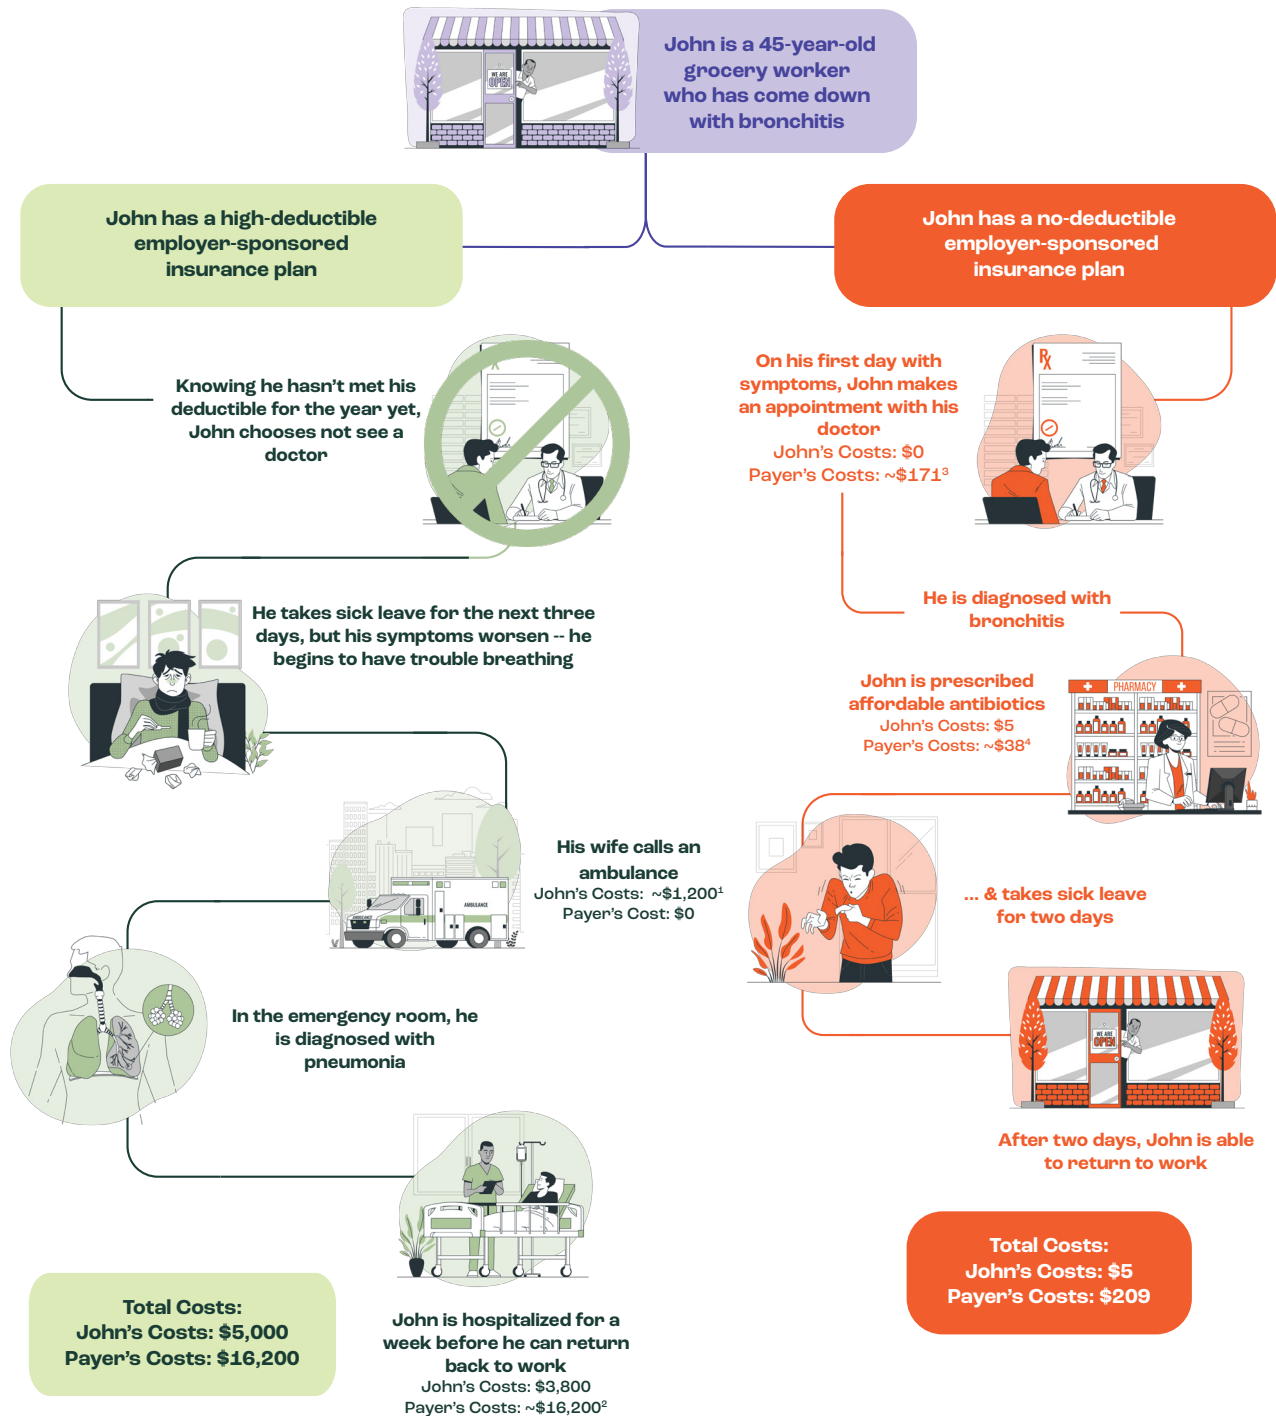 John is a 45-year-old
grocery worker
who has come down
with bronchitis
WE ARE
OPEN
John has a high-deductible
employer-sponsored
insurance plan
Knowing he hasn't met his
deductible for the year yet,
John chooses not see a
doctor
He takes sick leave for the next three
days, but his symptoms worsen -- he
begins to have trouble breathing
His wife calls an
ambulance
John's Costs: ~$1,200¹
Payer's Cost: $0
AMBULANCE
AMBULANCE
In the emergency room, he
is diagnosed with
pneumonia
John is hospitalized for a
week before he can return
back to work
John's Costs: $3,800
Payer's Costs: ~$16,200²
Total Costs:
John's Costs: $5,000
Payer's Costs: $16,200
John has a no-deductible
employer-sponsored
insurance plan
On his first day with
symptoms, John makes
an appointment with his
doctor
John's Costs: $0
Payer's Costs: ~$171³
Rx
He is diagnosed with
bronchitis
John is prescribed
affordable antibiotics
John's Costs: $5
Payer's Costs: ~$38⁴
PHARMACY
... & takes sick leave
for two days
WE ARE
OPEN
After two days, John is able
to return to work
Total Costs:
John's Costs: $5
Payer's Costs: $209